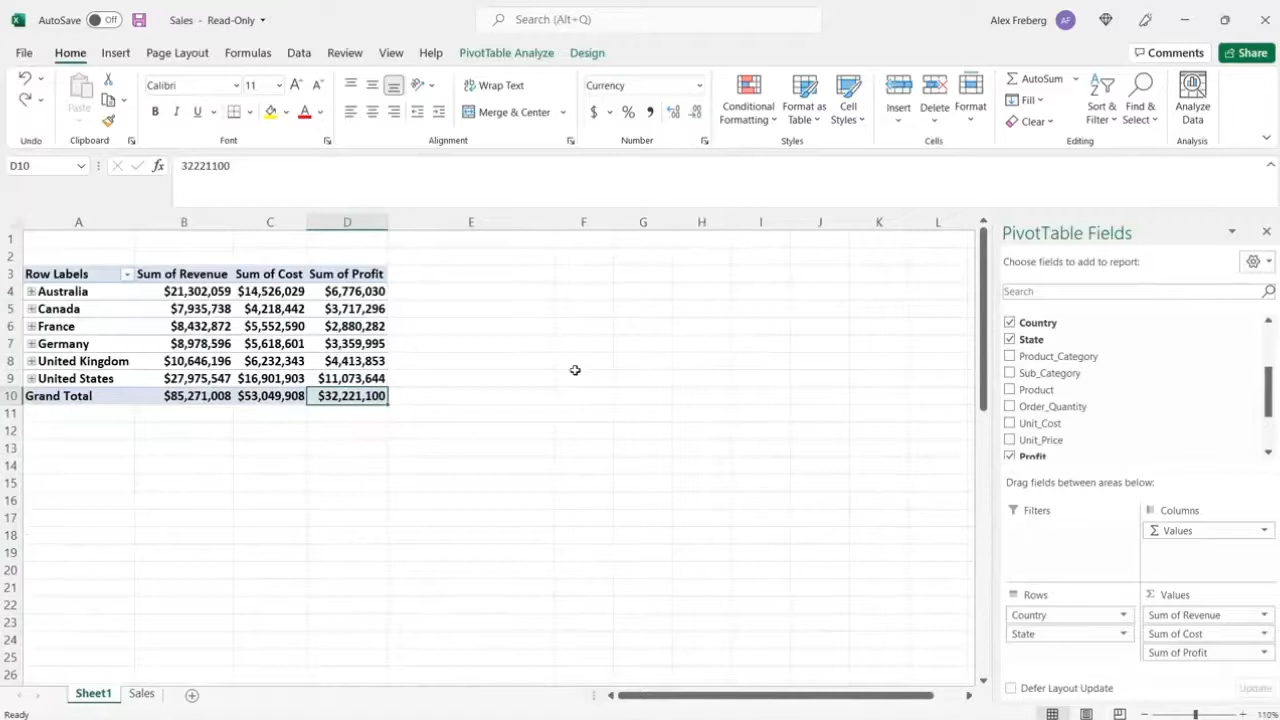 AutoSave Off Sales - Read-Only Search (Alt+Q) Alex Freberg AF
File Home Insert Page Layout Formulas Data Review View Help PivotTable Analyze Design Comments Share
Paste Calibri 11 Wrap Text Currency Conditional Formatting Format as Table Cell Styles Insert Delete Format AutoSum Sort & Filter Find & Select Analyze Data
B I U A Merge & Center $ % Fill
Clear
Undo Clipboard Font Alignment Number Styles Cells Editing Analysis
D10 fx 32221100
A B C D E F G H I J K L
1
2
3 Row Labels Sum of Revenue Sum of Cost Sum of Profit
4 Australia $21,302,059 $14,526,029 $6,776,030
5 Canada $7,935,738 $4,218,442 $3,717,296
6 France $8,432,872 $5,552,590 $2,880,282
7 Germany $8,978,596 $5,618,601 $3,359,995
8 United Kingdom $10,646,196 $6,232,343 $4,413,853
9 United States $27,975,547 $16,901,903 $11,073,644
10 Grand Total $85,271,008 $53,049,908 $32,221,100
11
12
13
14
15
16
17
18
19
20
21
22
23
24
25
26
PivotTable Fields
Choose fields to add to report:
Search
Country
State
Product_Category
Sub_Category
Product
Order_Quantity
Unit_Cost
Unit_Price
Profit
Drag fields between areas below:
Filters Columns
Values
Rows Values
Country Sum of Revenue
State Sum of Cost
Sum of Profit
Defer Layout Update Update
Sheet1 Sales
Ready 110%